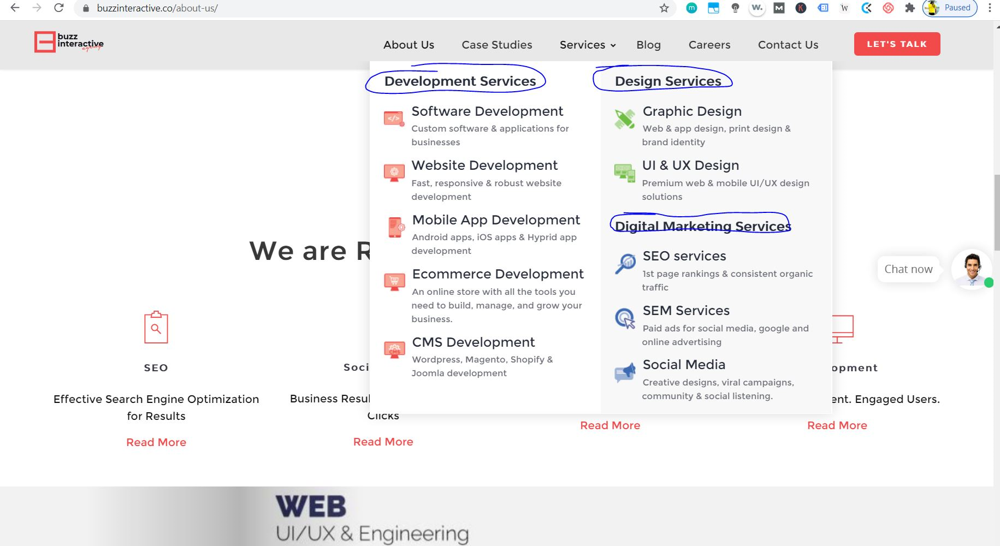 buzzinteractive.co/about-us/
Paused
buzz
interactive
agency
About Us
Case Studies
Services
Blog
Careers
Contact Us
LET'S TALK
Development Services
Software Development
Custom software & applications for
businesses
Website Development
Fast, responsive & robust website
development
Mobile App Development
Android apps, iOS apps & Hyprid app
development
Ecommerce Development
An online store with all the tools you
need to build, manage, and grow your
business.
CMS Development
Wordpress, Magento, Shopify &
Joomla development
Design Services
Graphic Design
Web & app design, print design &
brand identity
UI & UX Design
Premium web & mobile UI/UX design
solutions
Digital Marketing Services
SEO services
1st page rankings & consistent organic
traffic
SEM Services
Paid ads for social media, google and
online advertising
Social Media
Creative designs, viral campaigns,
community & social listening.
We are R
Chat now
SEO
Effective Search Engine Optimization
for Results
Read More
Soci
Business Resul
Clicks
Read More
Read More
opment
ent. Engaged Users.
Read More
WEB
UI/UX & Engineering